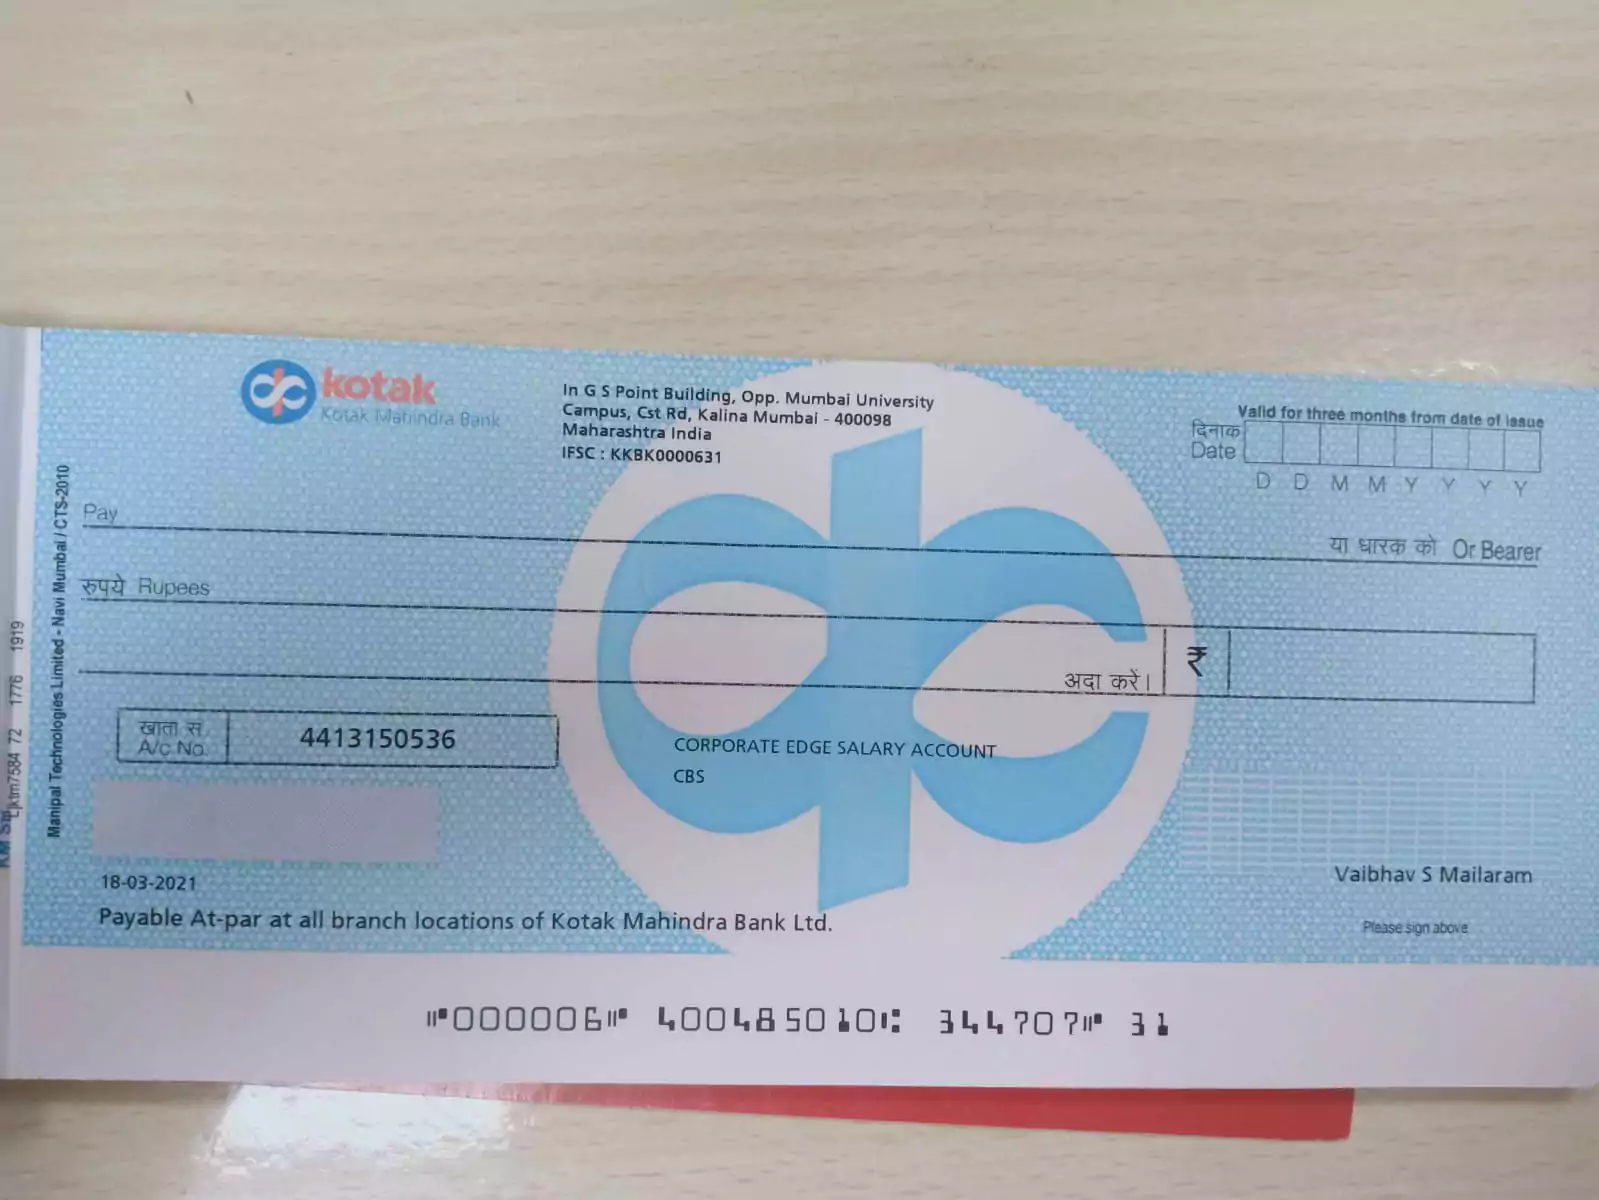 kotak
Kotak Mahindra Bank
In G S Point Building, Opp. Mumbai University
Campus, Cst Rd, Kalina Mumbai - 400098
Maharashtra India
IFSC : KKBK0000631
Valid for three months from date of issue
दिनाक
Date
D D M M Y Y Y Y
Pay
या धारक को Or Bearer
रुपये Rupees
अदा करें।
₹
खाता स.
A/c No.
4413150536
CORPORATE EDGE SALARY ACCOUNT
CBS
18-03-2021
Payable At-par at all branch locations of Kotak Mahindra Bank Ltd.
Vaibhav S Mailaram
Please sign above
Manipal Technologies Limited - Navi Mumbai / CTS-2010
72 1776 1919
⑈000006⑈ 400485010⑆ 344707⑈ 31